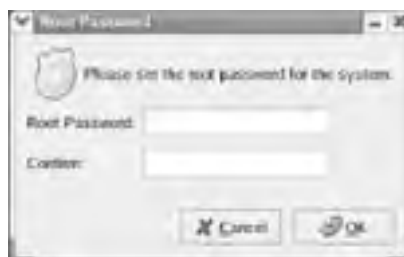 Root Password
Please set the root password for the system.
Root Password:
Confirm:
Cancel
OK